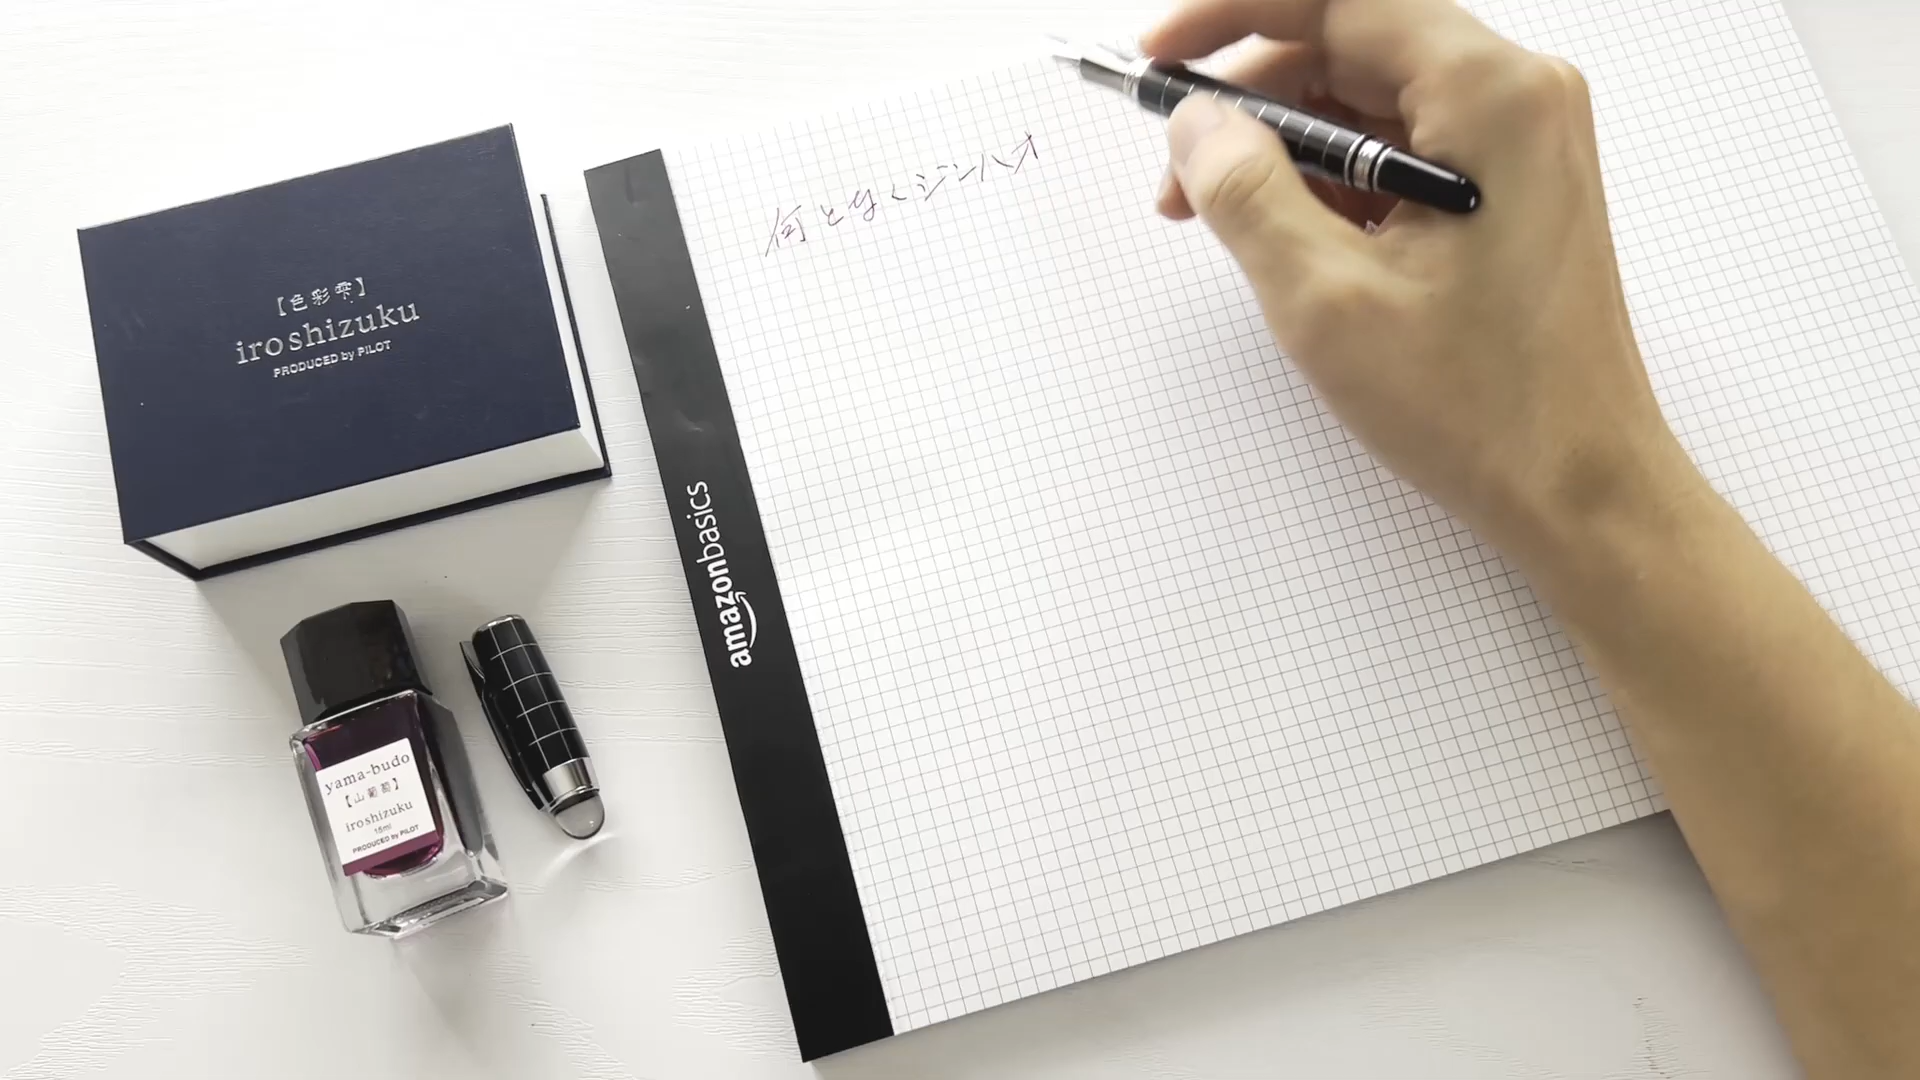 【色彩雫】
iroshizuku
PRODUCED by PILOT
何となくジンハオ
amazonbasics
yama-budo
【山葡萄】
iroshizuku
15ml
PRODUCED by PILOT